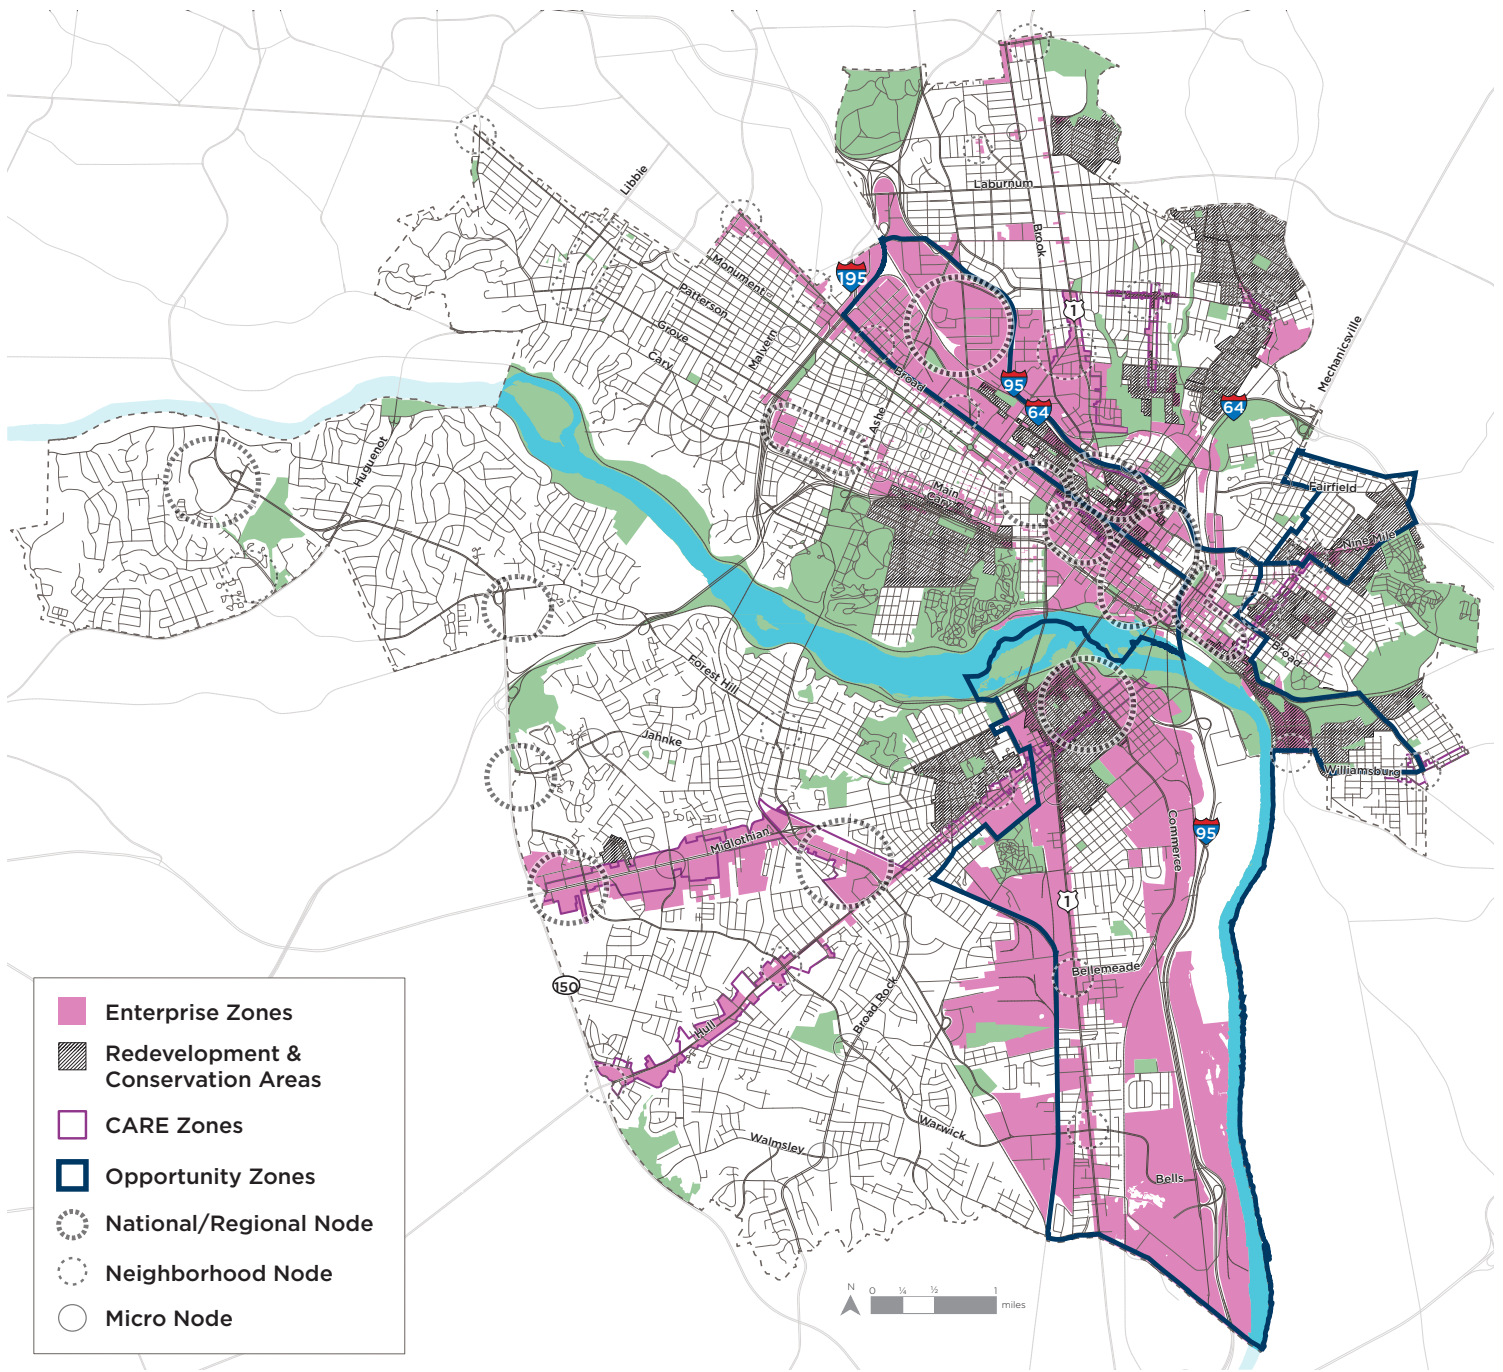 Libbie
Laburnum
Brook
Monument
195
Patterson
1
Grove
Malvern
Cary
Mechanicsville
Broad
95
64
64
Ashe
Huguenot
Main
Cary
Fairfield
Nine Mile
Broad
Forest Hill
Jahnke
Williamsburg
Midlothian
Commerce
95
1
Bellemeade
150
Broad Rock
Hull
Warwick
Walmsley
Bells
Enterprise Zones
Redevelopment &
Conservation Areas
CARE Zones
Opportunity Zones
National/Regional Node
Neighborhood Node
Micro Node
N
0 ¼ ½ 1
miles